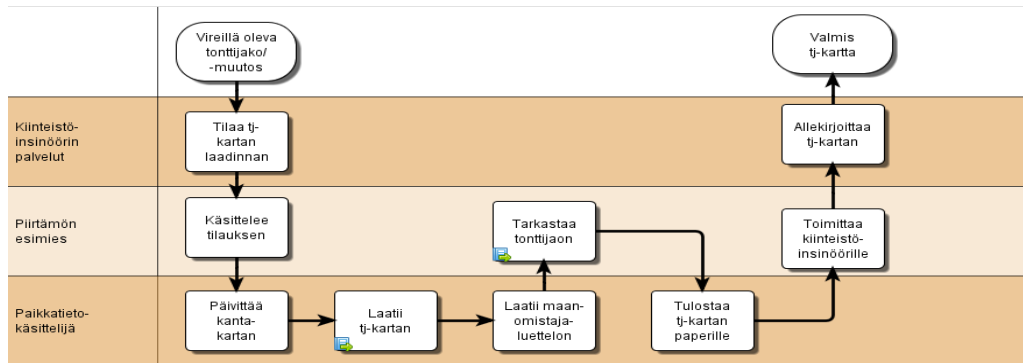 Vireillä oleva
tonttijako/
-muutos
Valmis
tj-kartta
Kiinteistö-
insinöörin
palvelut
Tilaa tj-
kartan
laadinnan
Allekirjoittaa
tj-kartan
Piirtämön
esimies
Käsittelee
tilauksen
Tarkastaa
tonttijaon
Toimittaa
kiinteistö-
insinöörille
Paikkatieto-
käsittelijä
Päivittää
kanta-
kartan
Laatii
tj-kartan
Laatii maan-
omistaja-
luettelon
Tulostaa
tj-kartan
paperille